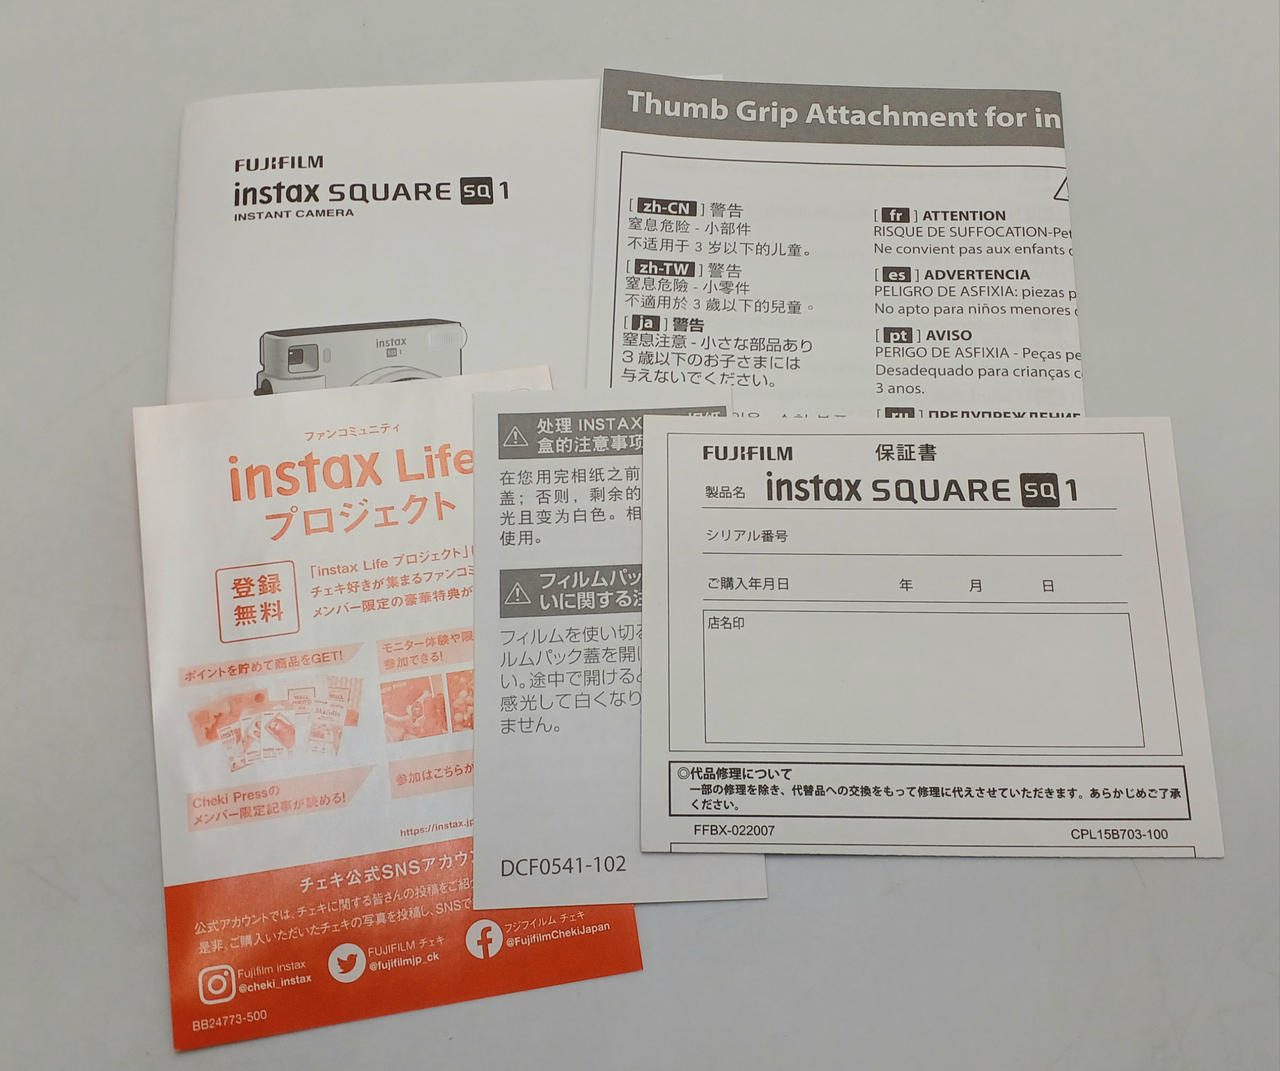 FUJIFILM
instax SQUARE SQ 1
INSTANT CAMERA
instax
SQ 1
Thumb Grip Attachment for in
[ zh-CN ] 警告
窒息危险 - 小部件
不适用于 3 岁以下的儿童。
[ zh-TW ] 警告
窒息危險 - 小零件
不適用於 3 歲以下的兒童。
[ ja ] 警告
窒息注意 - 小さな部品あり
3 歳以下のお子さまには
与えないでください。
[ fr ] ATTENTION
RISQUE DE SUFFOCATION-Pet
Ne convient pas aux enfants
[ es ] ADVERTENCIA
PELIGRO DE ASFIXIA: piezas p
No apto para niños menores
[ pt ] AVISO
PERIGO DE ASFIXIA - Peças pe
Desadequado para crianças c
3 anos.
[ ru ] ПРЕДУПРЕЖДЕНИЕ
ファンコミュニティ
instax Life
プロジェクト
登録
無料
「instax Life プロジェクト」
チェキ好きが集まるファンコミ
メンバー限定の豪華特典が
ポイントを貯めて商品をGET!
モニター体験や限
参加できる!
Cheki Pressの
メンバー限定記事が読める!
参加はこちらか
https://instax.jp
チェキ公式SNSアカウン
公式アカウントでは、チェキに関する皆さんの投稿をご紹
是非、ご購入いただいたチェキの写真を投稿し、SNSで
Fujifilm instax
@cheki_instax
FUJIFILM チェキ
@fujifilmjp_ck
フジフイルム チェキ
@FujifilmChekiJapan
BB24773-500
处理 INSTAX
盒的注意事项
在您用完相纸之前
盖；否则，剩余的
光且变为白色。相
使用。
フィルムパッ
いに関する注
フィルムを使い切る
ルムパック蓋を開け
い。途中で開けると
感光して白くなり
ません。
DCF0541-102
FUJIFILM 保証書
製品名 instax SQUARE SQ 1
シリアル番号
ご購入年月日 年 月 日
店名印
◎代品修理について
一部の修理を除き、代替品への交換をもって修理に代えさせていただきます。あらかじめご了承
ください。
FFBX-022007
CPL15B703-100